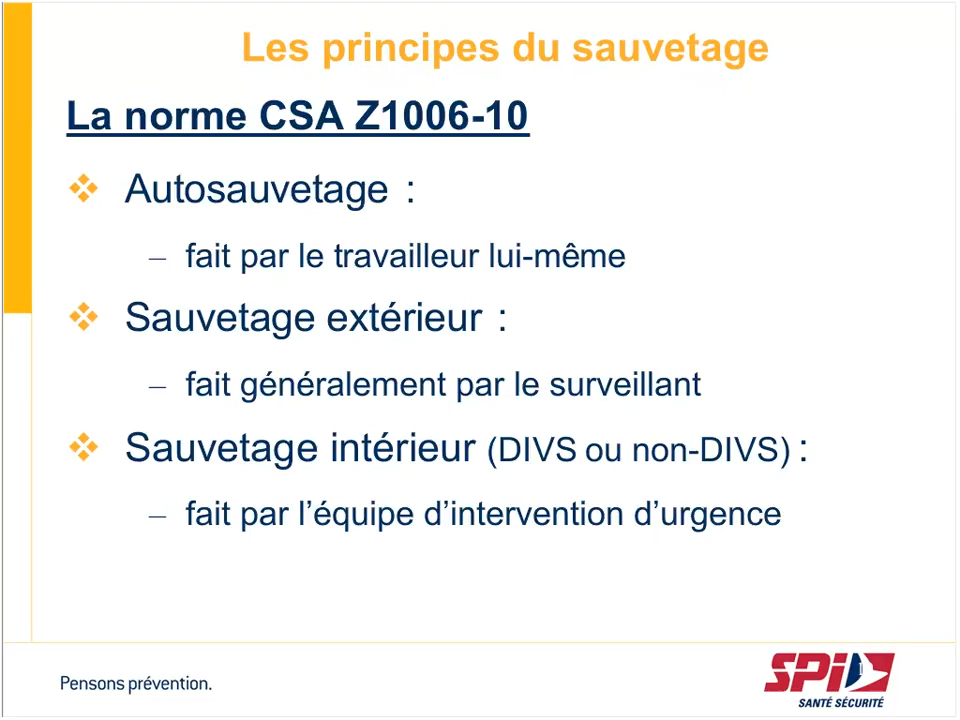 Les principes du sauvetage
La norme CSA Z1006-10
❖ Autosauvetage :
– fait par le travailleur lui-même
❖ Sauvetage extérieur :
– fait généralement par le surveillant
❖ Sauvetage intérieur (DIVS ou non-DIVS) :
– fait par l’équipe d’intervention d’urgence
Pensons prévention.
SPI
SANTÉ SÉCURITÉ